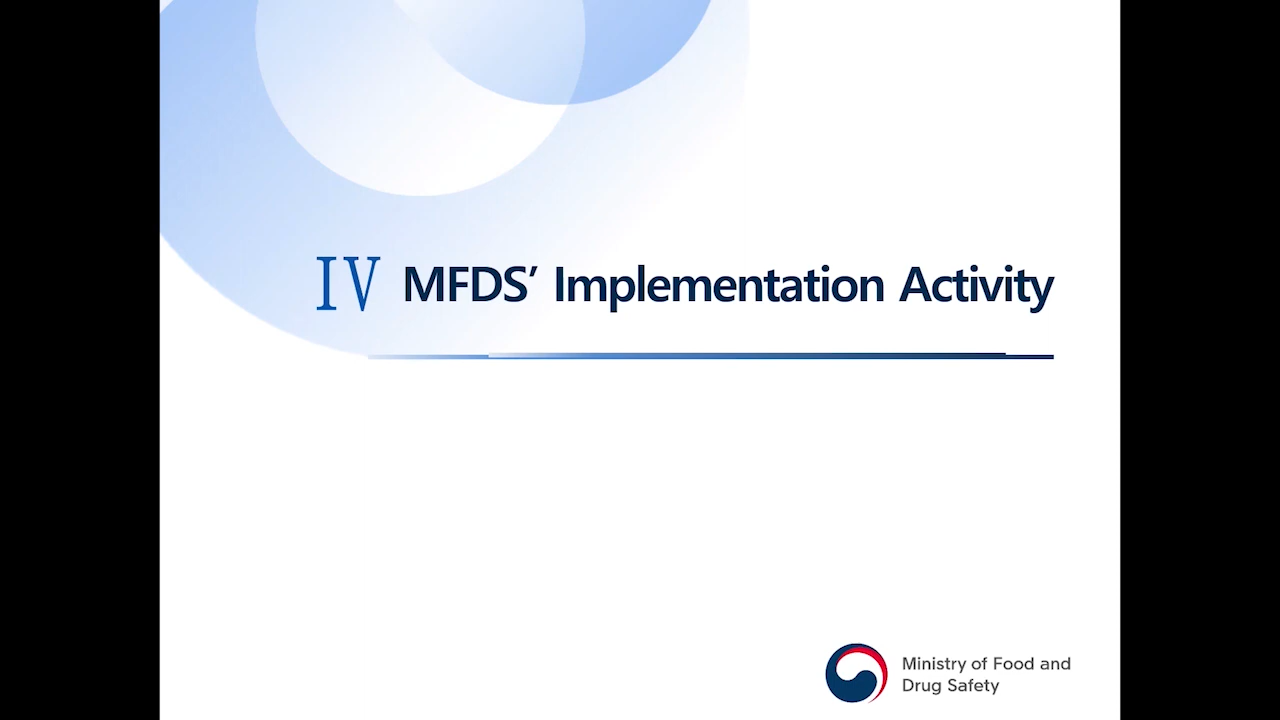 IV MFDS’ Implementation Activity
Ministry of Food and
Drug Safety